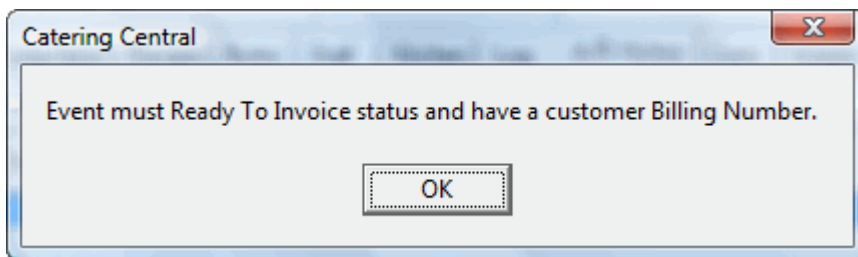 Catering Central
Event must Ready To Invoice status and have a customer Billing Number.
OK